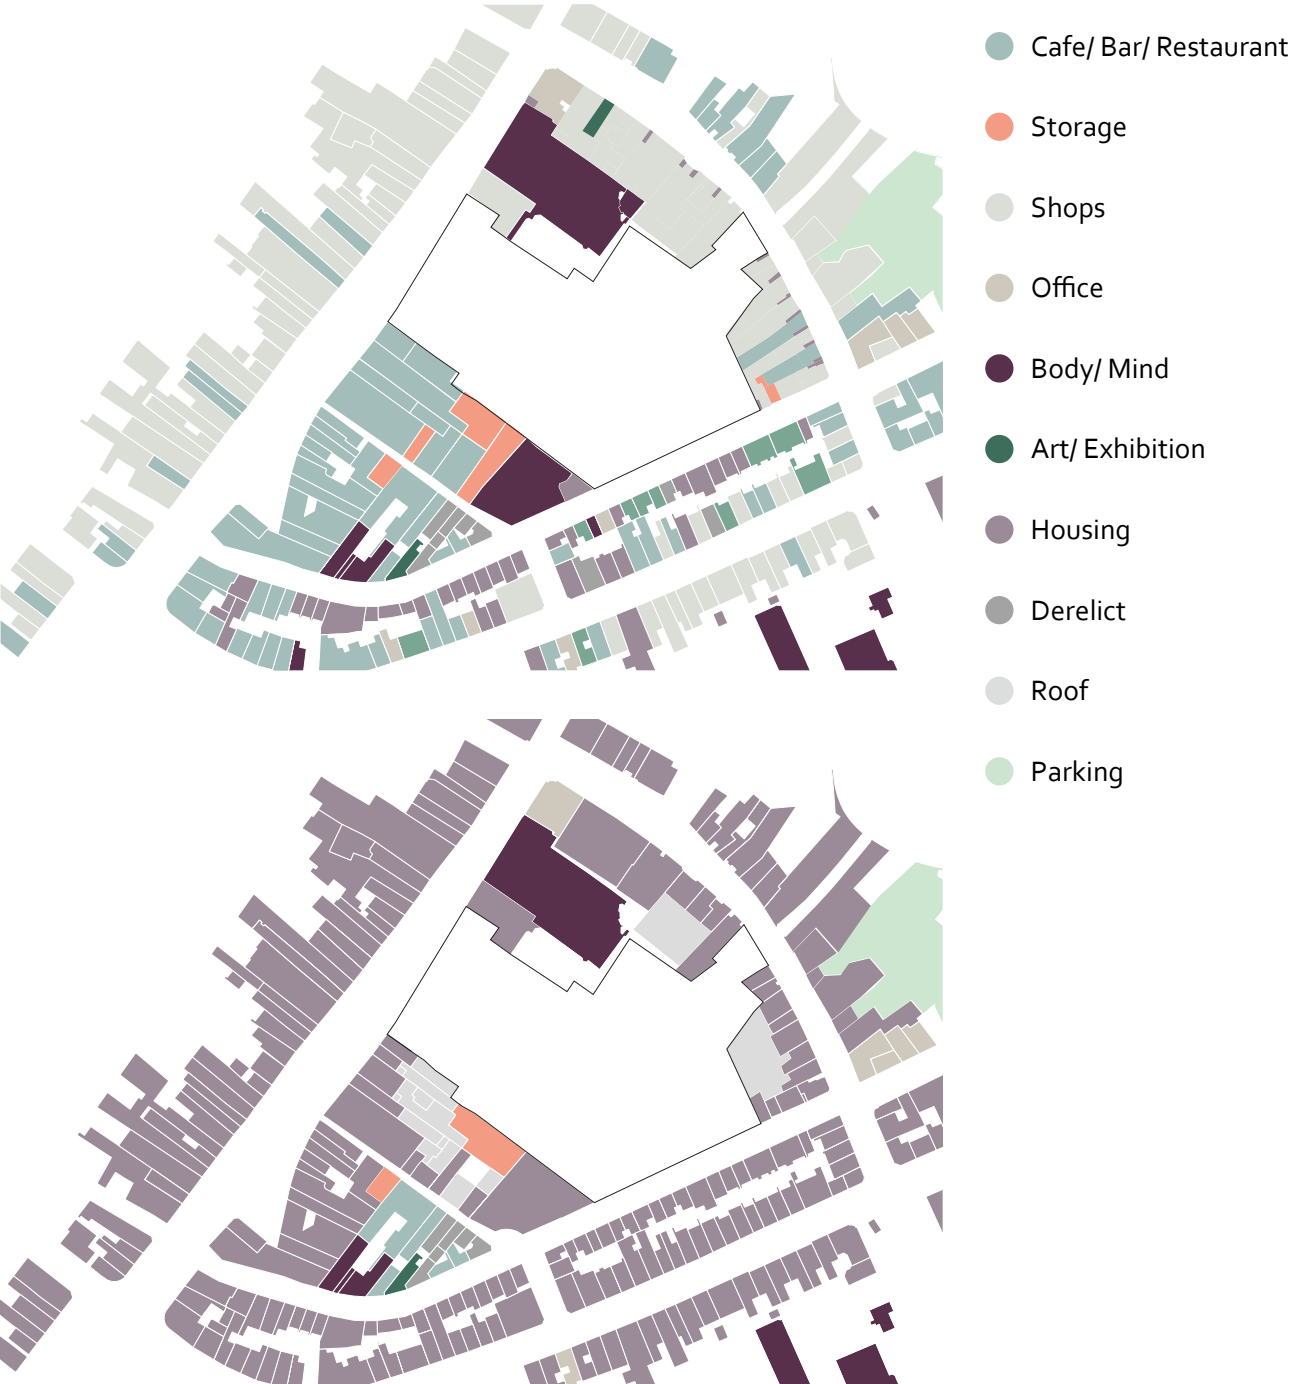 Cafe/ Bar/ Restaurant
Storage
Shops
Office
Body/ Mind
Art/ Exhibition
Housing
Derelict
Roof
Parking